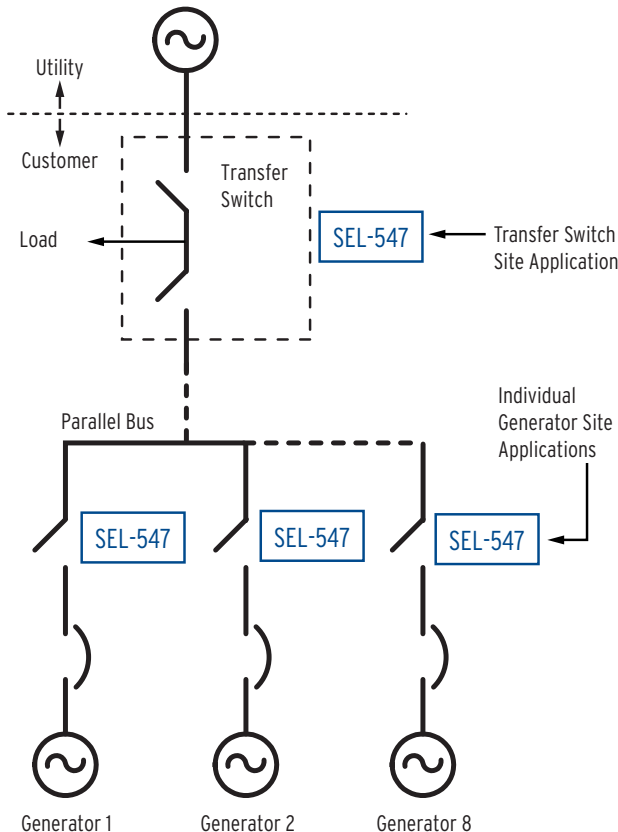 Utility
Customer
Transfer
Switch
Load
SEL-547
Transfer Switch
Site Application
Individual
Generator Site
Applications
Parallel Bus
SEL-547
SEL-547
SEL-547
Generator 1
Generator 2
Generator 8